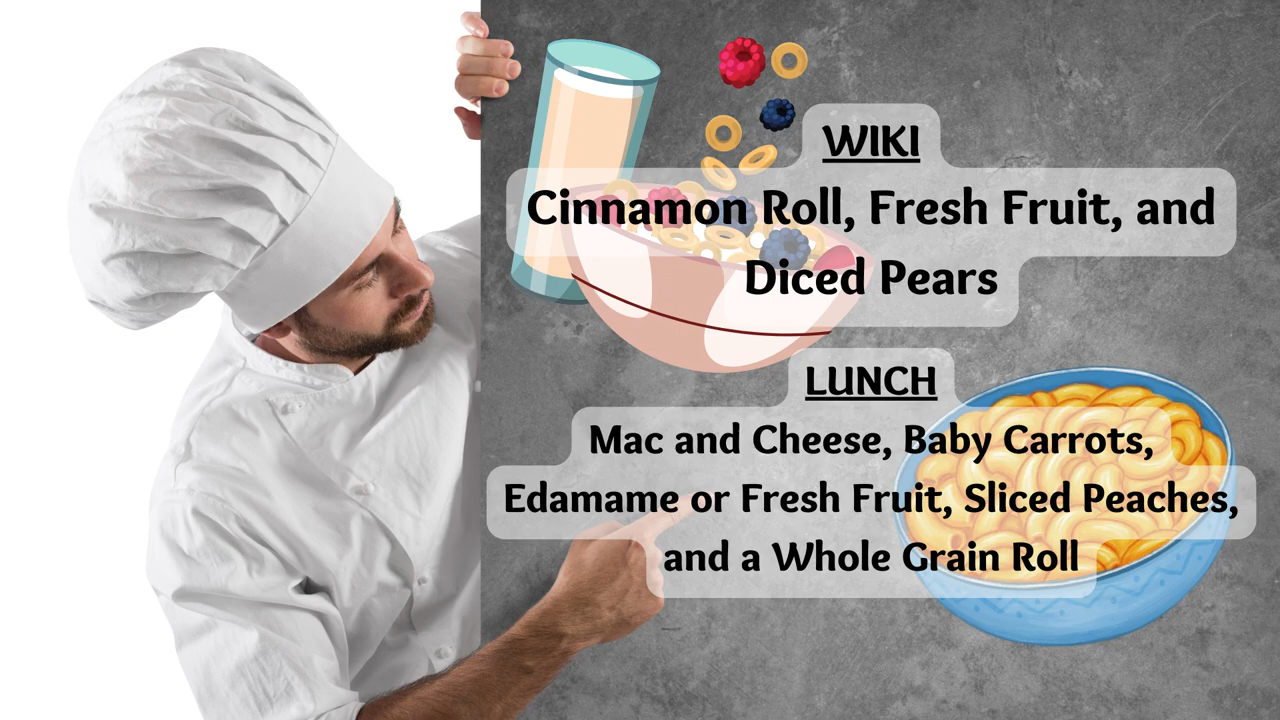 WIKI
Cinnamon Roll, Fresh Fruit, and
Diced Pears
LUNCH
Mac and Cheese, Baby Carrots,
Edamame or Fresh Fruit, Sliced Peaches,
and a Whole Grain Roll